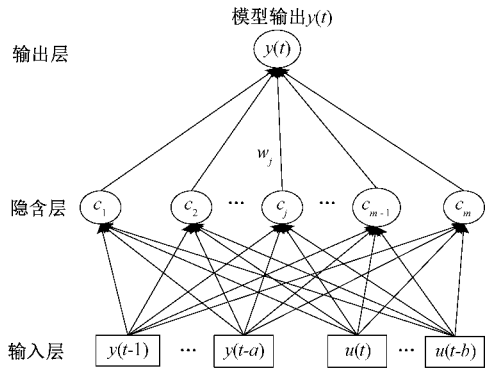 模型输出y(t)
输出层 y(t)
w_j
隐含层 c_1 c_2 ··· c_j ··· c_{m-1} c_m
输入层 y(t-1) ··· y(t-a) u(t) ··· u(t-b)